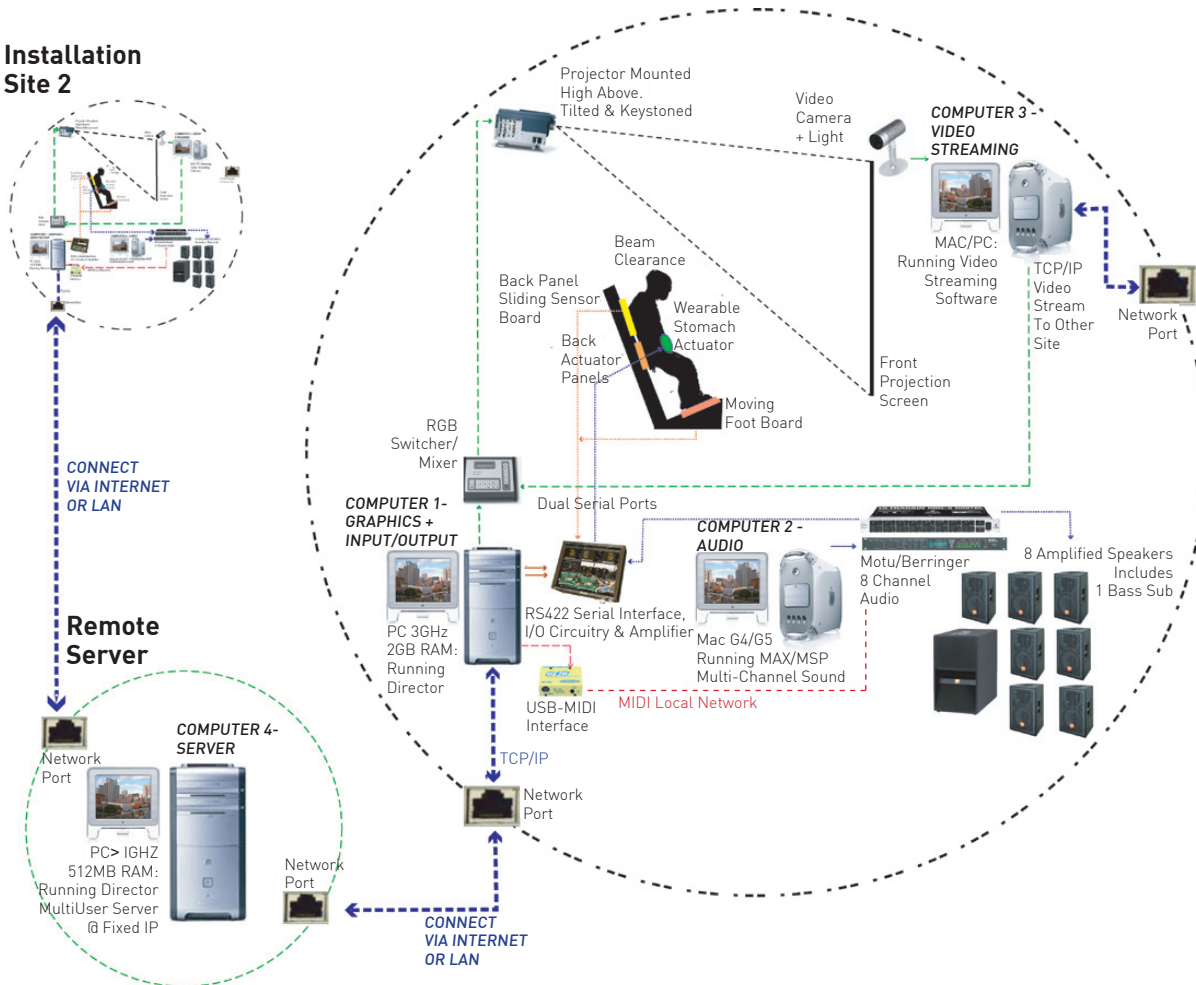 Installation
Site 2
Projector Mounted
High Above.
Tilted & Keystoned
Video
Camera
+ Light
COMPUTER 3 -
VIDEO
STREAMING
MAC/PC:
Running Video
Streaming
Software
TCP/IP
Video
Stream
To Other
Site
Network
Port
Beam
Clearance
Back Panel
Sliding Sensor
Board
Wearable
Stomach
Actuator
Back
Actuator
Panels
Front
Projection
Screen
Moving
Foot Board
RGB
Switcher/
Mixer
CONNECT
VIA INTERNET
OR LAN
Dual Serial Ports
COMPUTER 1-
GRAPHICS +
INPUT/OUTPUT
PC 3GHz
2GB RAM:
Running
Director
RS422 Serial Interface,
I/O Circuitry & Amplifier
COMPUTER 2 -
AUDIO
Mac G4/G5
Running MAX/MSP
Multi-Channel Sound
Motu/Berringer
8 Channel
Audio
8 Amplified Speakers
Includes
1 Bass Sub
USB-MIDI
Interface
MIDI Local Network
TCP/IP
Network
Port
Remote
Server
Network
Port
COMPUTER 4-
SERVER
PC> IGHZ
512MB RAM:
Running Director
MultiUser Server
@ Fixed IP
Network
Port
CONNECT
VIA INTERNET
OR LAN